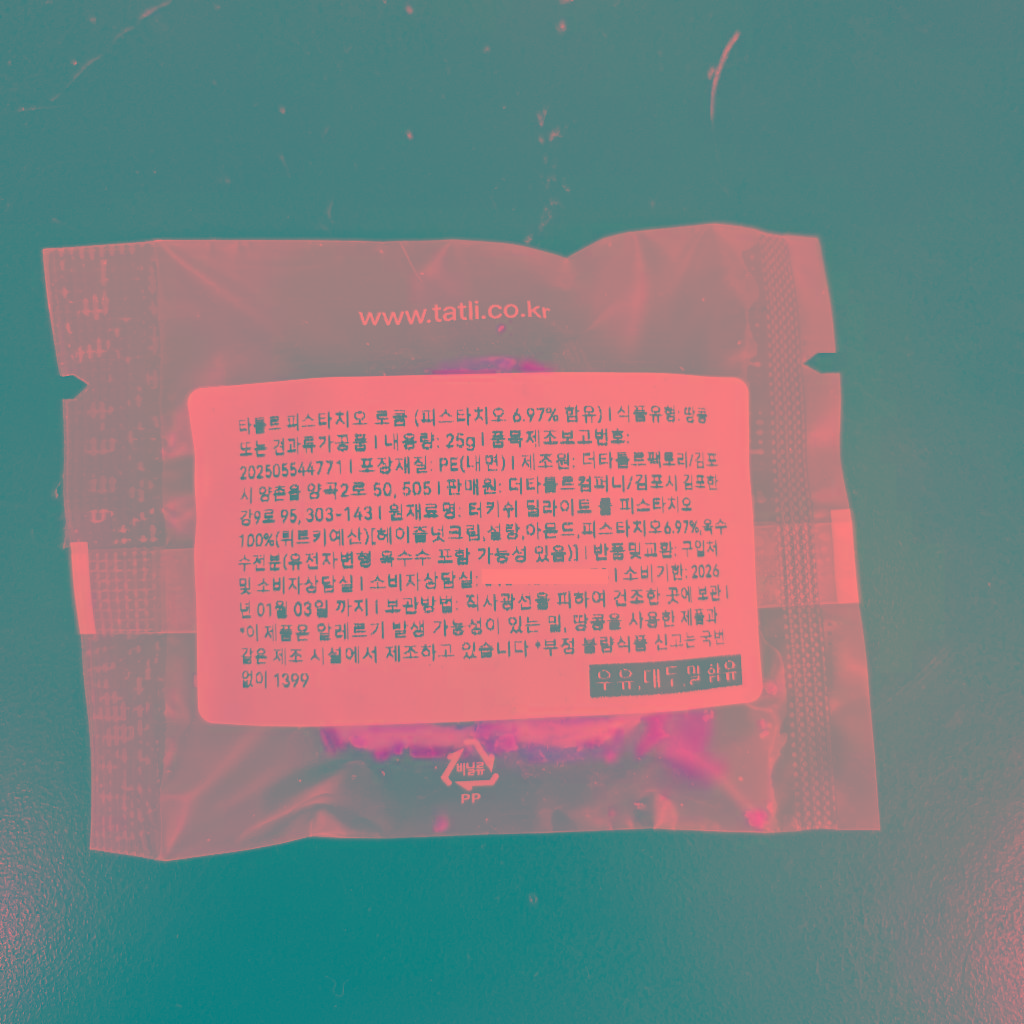 www.tatli.co.kr
타틀르 피스타치오 로쿰 (피스타치오 6.97% 함유) | 식품유형: 땅콩
또는 견과류가공품 | 내용량: 25g | 품목제조보고번호:
202505544771 | 포장재질: PE(내면) | 제조원: 더타틀르팩토리/김포
시 양촌읍 양곡2로 50, 505 | 판매원: 더타틀르컴퍼니/김포시 김포한
강9로 95, 303-143 | 원재료명: 터키쉬 딜라이트 롤 피스타치오
100%(튀르키예산)[헤이즐넛크림,설탕,아몬드,피스타치오6.97%,옥수
수전분(유전자변형 옥수수 포함 가능성 있음)] | 반품및교환: 구입처
및 소비자상담실 | 소비자상담실: | 소비기한: 2026
년 01월 03일 까지 | 보관방법: 직사광선을 피하여 건조한 곳에 보관 |
*이 제품은 알레르기 발생 가능성이 있는 밀, 땅콩을 사용한 제품과
같은 제조 시설에서 제조하고 있습니다 *부정 불량식품 신고는 국번
없이 1399
우유,대두,밀 함유
비닐류
PP